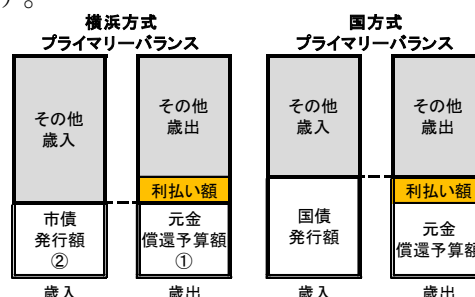 す。
横浜方式
プライマリーバランス
国方式
プライマリーバランス
その他
歳入
その他
歳出
利払い額
市債
発行額
②
元金
償還予算額
①
歳入
歳出
その他
歳入
その他
歳出
利払い額
国債
発行額
元金
償還予算額
歳入
歳出